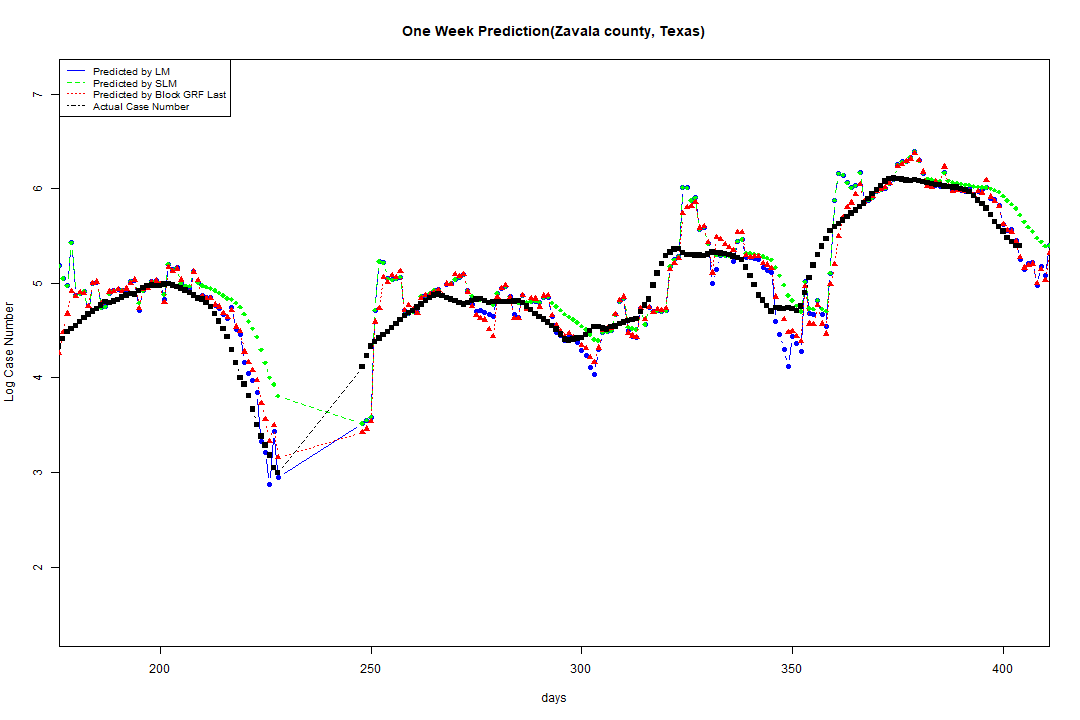 One Week Prediction(Zavala county, Texas)
Predicted by LM
Predicted by SLM
Predicted by Block GRF Last
Actual Case Number
7
6
5
4
3
2
Log Case Number
200 250 300 350 400
days